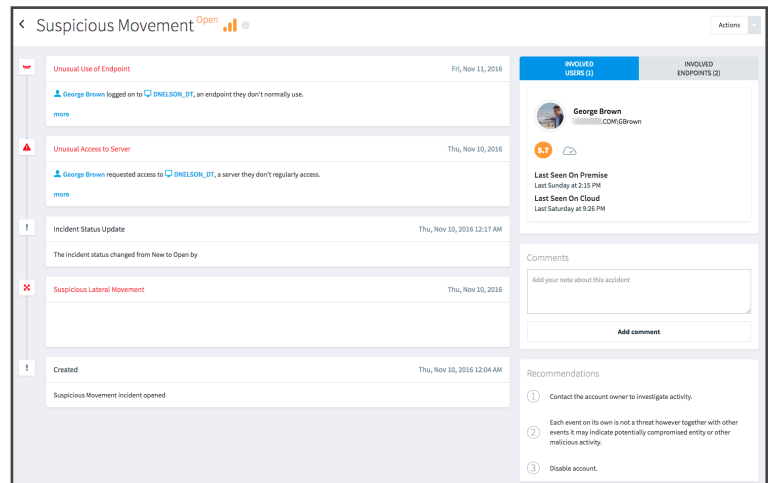 Suspicious Movement Open
Actions
Unusual Use of Endpoint Fri, Nov 11, 2016
George Brown logged on to DNELSON_DT, an endpoint they don't normally use.
more
Unusual Access to Server Thu, Nov 10, 2016
George Brown requested access to DNELSON_DT, a server they don't regularly access.
more
Incident Status Update Thu, Nov 10, 2016 12:17 AM
The incident status changed from New to Open by
Suspicious Lateral Movement Thu, Nov 10, 2016
Created Thu, Nov 10, 2016 12:04 AM
Suspicious Movement incident opened
INVOLVED
USERS (1)
INVOLVED
ENDPOINTS (2)
George Brown
.COM\GBrown
5.7
Last Seen On Premise
Last Sunday at 2:15 PM
Last Seen On Cloud
Last Saturday at 9:26 PM
Comments
Add your note about this accident
Add comment
Recommendations
1 Contact the account owner to investigate activity.
2 Each event on its own is not a threat however together with other
events it may indicate potentially compromised entity or other
malicious activity.
3 Disable account.